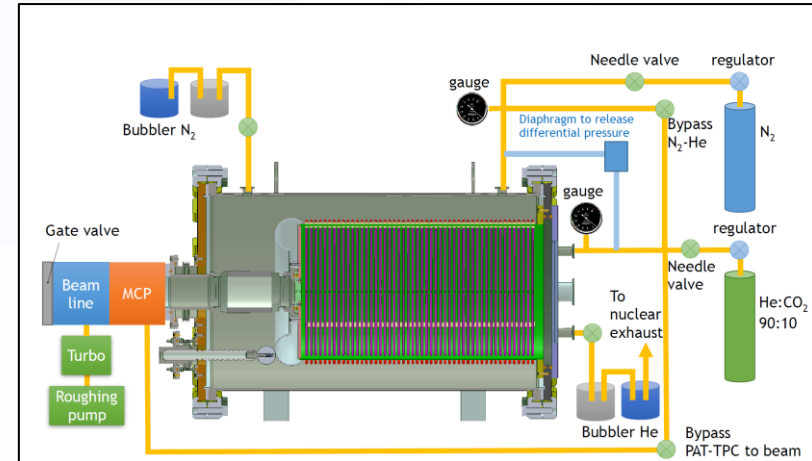 Needle valve
regulator
gauge
Bubbler N₂
Diaphragm to release
differential pressure
Bypass
N₂-He
N₂
gauge
Gate valve
regulator
Beam
line
MCP
Needle
valve
To
nuclear
exhaust
He:CO₂
90:10
Turbo
Roughing
pump
Bubbler He
Bypass
PAT-TPC to beam